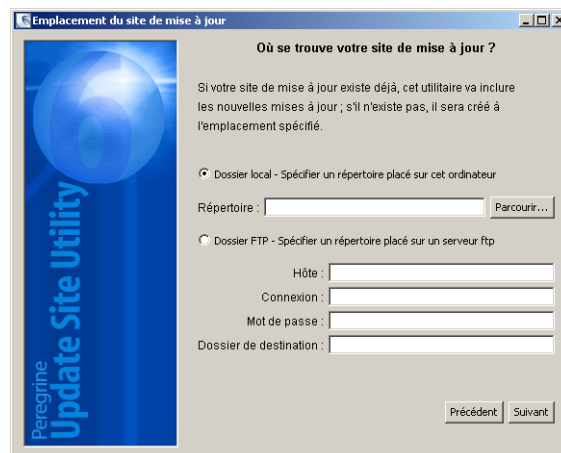 Emplacement du site de mise à jour
Où se trouve votre site de mise à jour ?
Si votre site de mise à jour existe déjà, cet utilitaire va inclure
les nouvelles mises à jour ; s'il n'existe pas, il sera créé à
l'emplacement spécifié.
Dossier local - Spécifier un répertoire placé sur cet ordinateur
Répertoire :
Parcourir...
Dossier FTP - Spécifier un répertoire placé sur un serveur ftp
Hôte :
Connexion :
Mot de passe :
Dossier de destination :
Précédent
Suivant
6
Peregrine
Update Site Utility